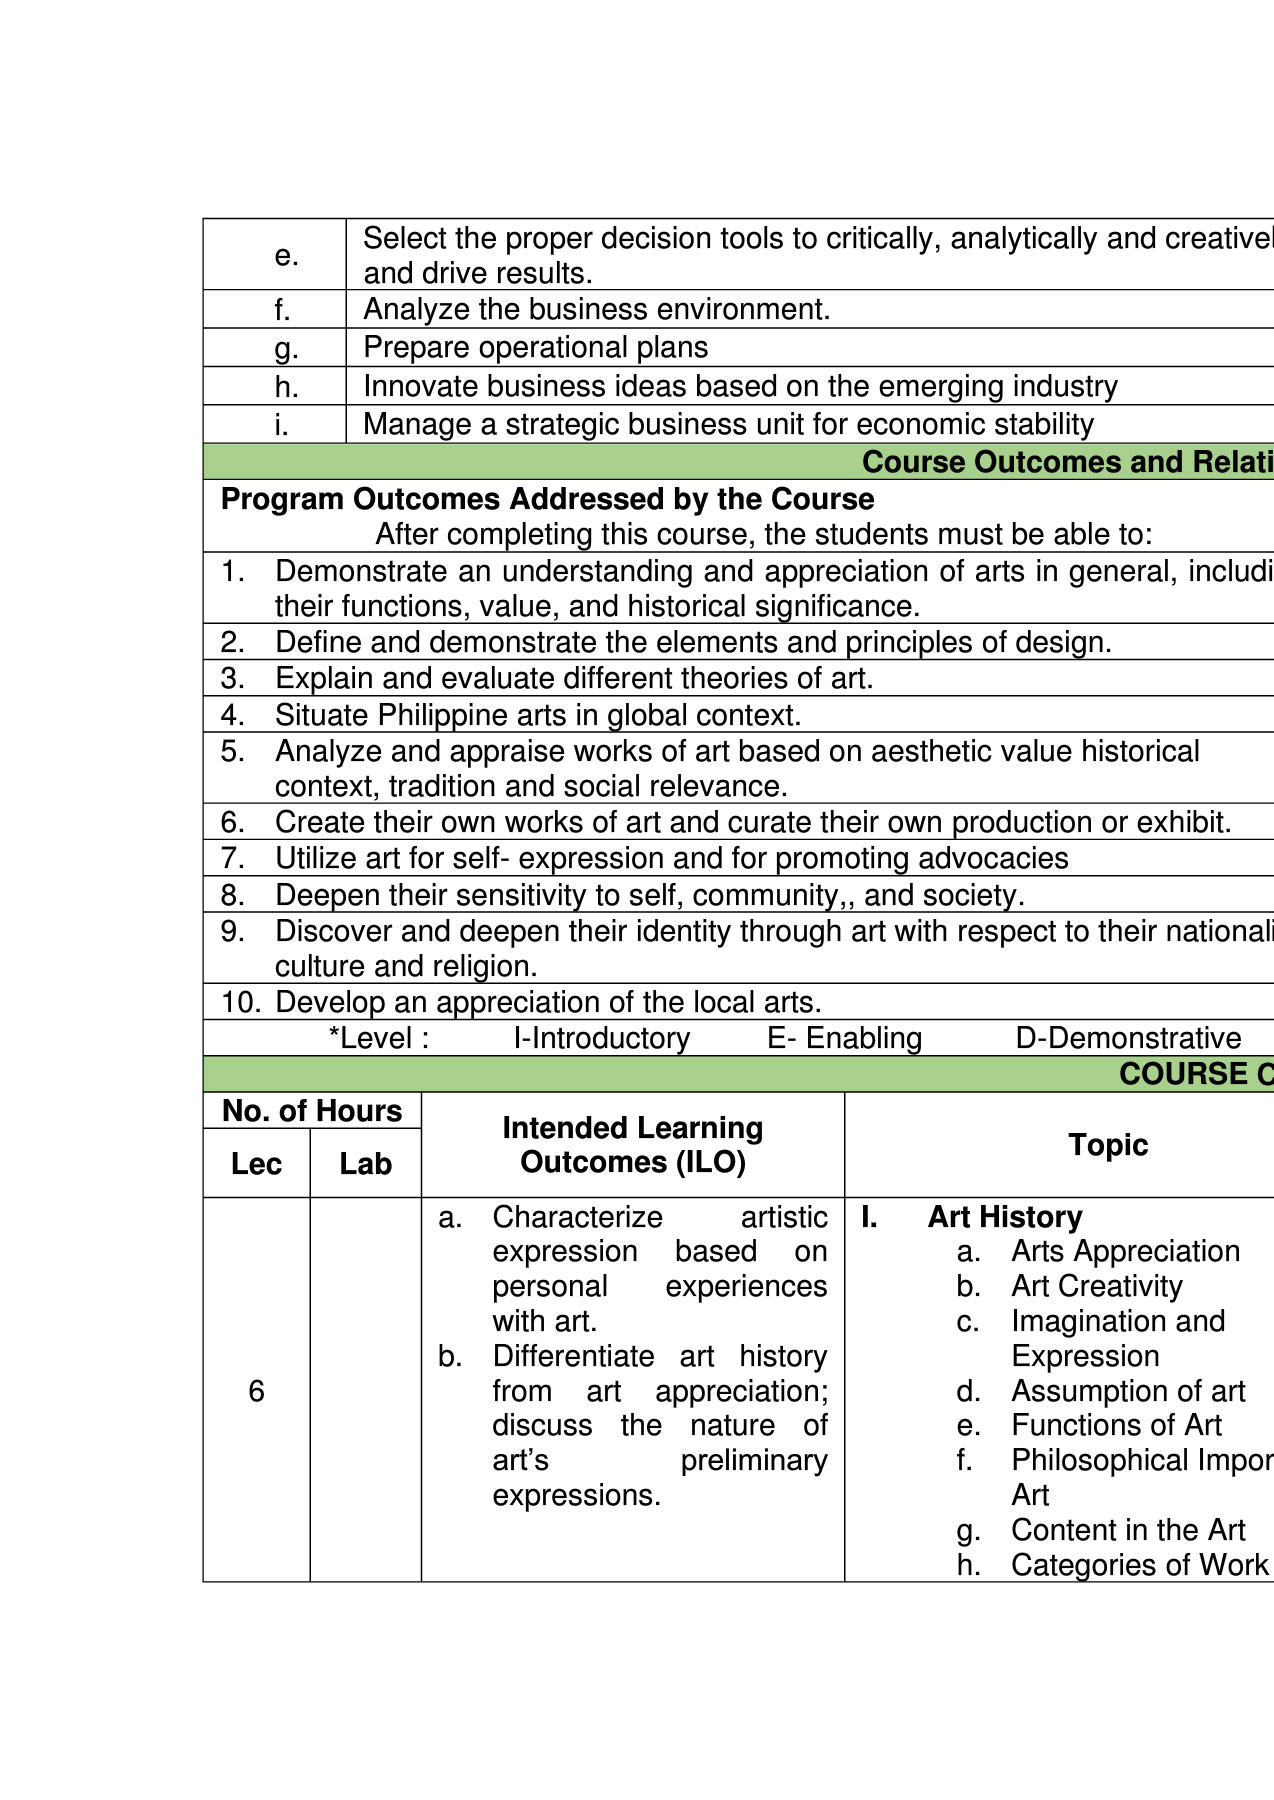 e.
Select the proper decision tools to critically, analytically and
and drive results.
f.
Analyze the business environment.
g.
Prepare operational plans
h.
Innovate business ideas based on the emerging industry
i.
Manage a strategic business unit for economic stability
Course Outcomes and
Program Outcomes Addressed by the Course
After completing this course, the students must be able to:
1. Demonstrate an understanding and appreciation of arts in general,
their functions, value, and historical significance.
2. Define and demonstrate the elements and principles of design.
3. Explain and evaluate different theories of art.
4. Situate Philippine arts in global context.
5. Analyze and appraise works of art based on aesthetic value historical
context, tradition and social relevance.
6. Create their own works of art and curate their own production or exhibit.
7. Utilize art for self- expression and for promoting advocacies
8. Deepen their sensitivity to self, community,, and society.
9. Discover and deepen their identity through art with respect to their
culture and religion.
10. Develop an appreciation of the local arts.
*Level : I-Introductory E- Enabling D-Demonstrative
COURSE
No. of Hours
Lec
Lab
Intended Learning
Outcomes (ILO)
Topic
6
a. Characterize artistic
expression based on
personal experiences
with art.
b. Differentiate art history
from art appreciation;
discuss the nature of
art’s preliminary
expressions.
I. Art History
a. Arts Appreciation
b. Art Creativity
c. Imagination and
Expression
d. Assumption of art
e. Functions of Art
f. Philosophical
Art
g. Content in the Art
h. Categories of Work